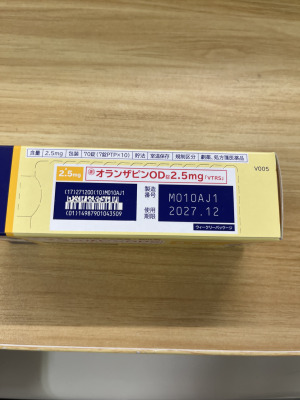 含量 2.5mg 包装 70錠(7錠PTP×10) 貯法 室温保存 規制区分 劇薬、処方箋医薬品
V005
2.5mg
オランザピンOD錠2.5mg「VTRS」
(17)271200(10)M010AJ1
(01)14987901043509
製造番号 M010AJ1
使用期限 2027.12
ウィークリーパッケージ